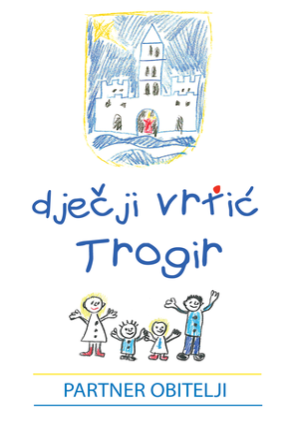 dječji vrtić
Trogir
PARTNER OBITELJI